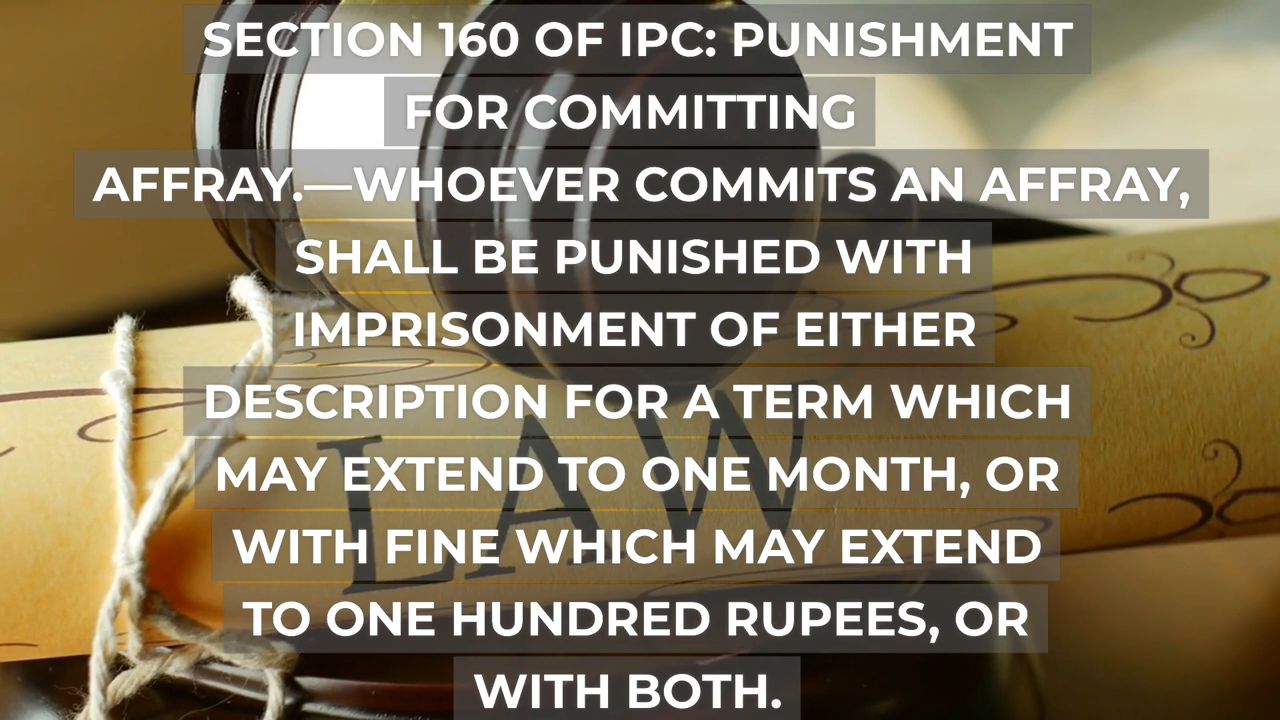 SECTION 160 OF IPC: PUNISHMENT
FOR COMMITTING
AFFRAY.—WHOEVER COMMITS AN AFFRAY,
SHALL BE PUNISHED WITH
IMPRISONMENT OF EITHER
DESCRIPTION FOR A TERM WHICH
MAY EXTEND TO ONE MONTH, OR
WITH FINE WHICH MAY EXTEND
TO ONE HUNDRED RUPEES, OR
WITH BOTH.
LAW